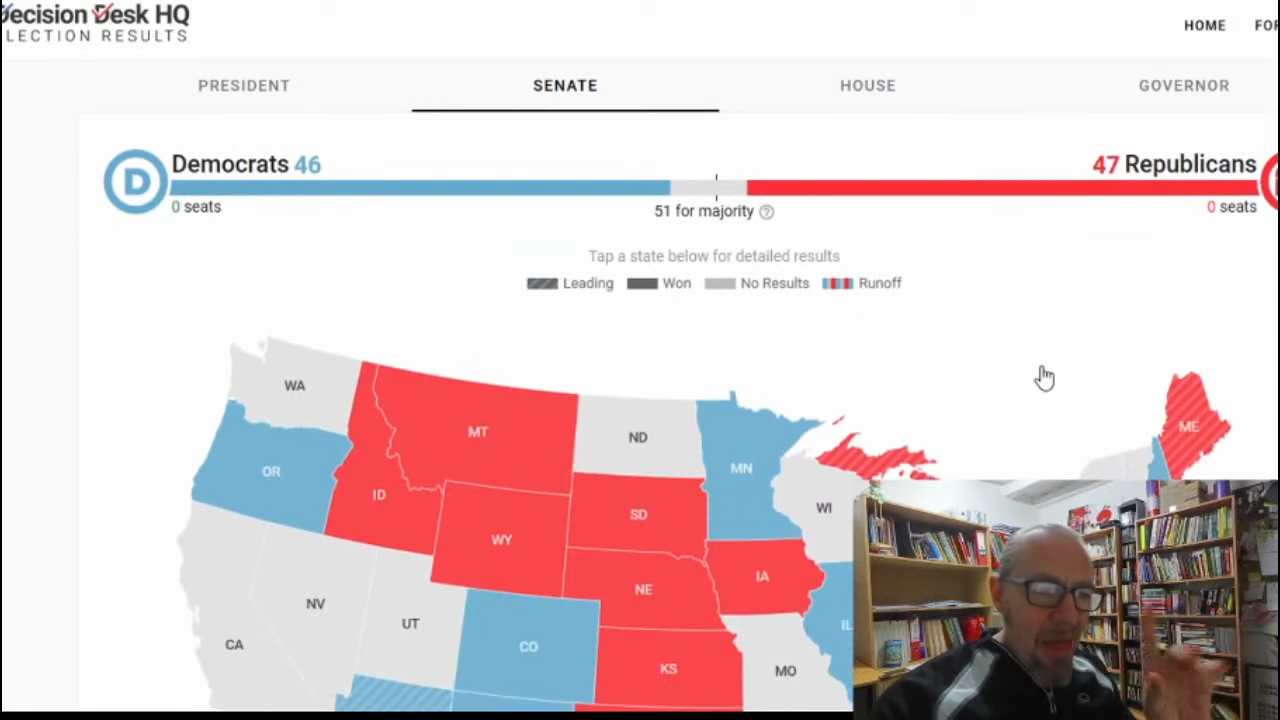 Decision Desk HQ
LECTION RESULTS
HOME
PRESIDENT SENATE HOUSE GOVERNOR
D
Democrats 46
47 Republicans
0 seats
0 seats
51 for majority ?
Tap a state below for detailed results
Leading Won No Results Runoff
WA
MT
ND
ME
OR
MN
ID
SD
WI
WY
IA
NE
NV
UT
CO
IL
CA
KS
MO